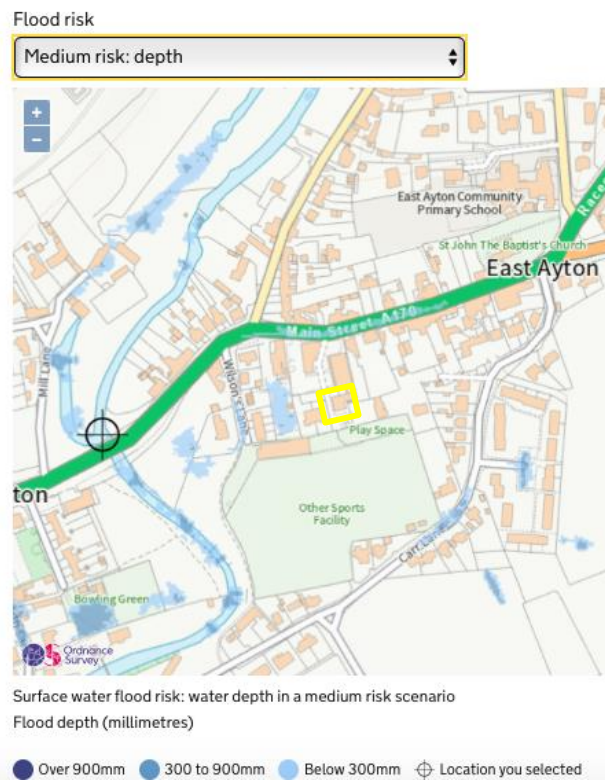 Flood risk
Medium risk: depth
+
−
East Ayton Community
Primary School
St John The Baptist's Church
East Ayton
Race
Main Street A170
Mill Lane
Wilson's Lane
Play Space
ton
Other Sports
Facility
Carr Lane
Bowling Green
OS Ordnance
Survey
Surface water flood risk: water depth in a medium risk scenario
Flood depth (millimetres)
Over 900mm 300 to 900mm Below 300mm Location you selected